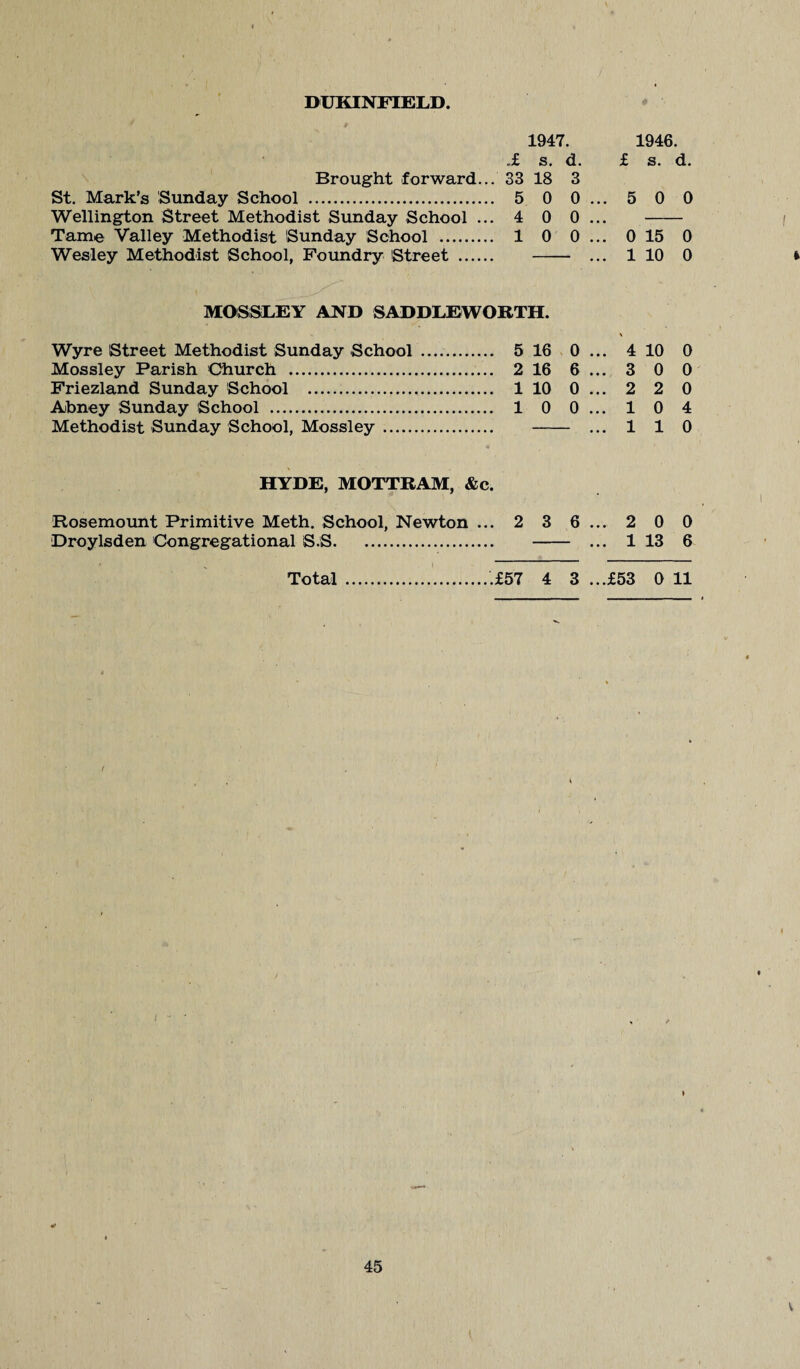 DUKINFIELD.
1947. 1946.
£ s. d. £ s. d.
Brought forward... 33 18 3
St. Mark's Sunday School .................................. 5 0 0 ... 5 0 0
Wellington Street Methodist Sunday School ... 4 0 0 ... ——
Tame Valley Methodist Sunday School .......... 1 0 0 ... 0 15 0
Wesley Methodist School, Foundry Street ...... —— ... 1 10 0
MOSSLEY AND SADDLEWORTH.
Wyre Street Methodist Sunday School ............. 5 16 0 ... 4 10 0
Mossley Parish Church ..................................... 2 16 6 ... 3 0 0
Friezland Sunday School .................................. 1 10 0 ... 2 2 0
Abney Sunday School ........................................ 1 0 0 ... 1 0 4
Methodist Sunday School, Mossley .................... —— ... 1 1 0
HYDE, MOTTRAM, &c.
Rosemount Primitive Meth. School, Newton ... 2 3 6 ... 2 0 0
Droylsden Congregational S.S. ........................ —— ... 1 13 6
Total ..........................£57 4 3 ...£53 0 11
45